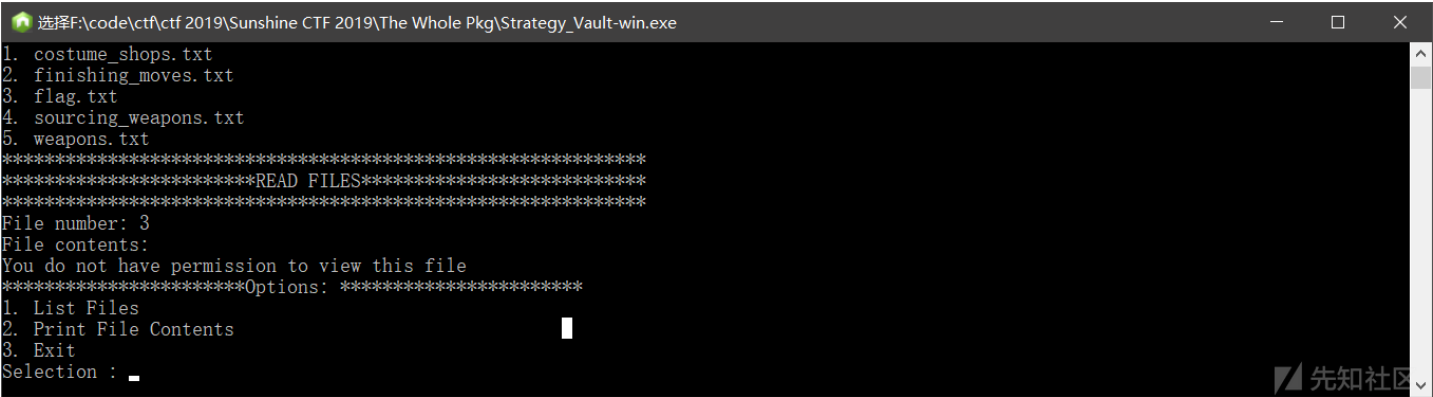 选择F:\code\ctf\ctf 2019\Sunshine CTF 2019\The Whole Pkg\Strategy_Vault-win.exe
1. costume_shops.txt
2. finishing_moves.txt
3. flag.txt
4. sourcing_weapons.txt
5. weapons.txt
*************************************************************
************************READ FILES***************************
*************************************************************
File number: 3
File contents:
You do not have permission to view this file
***********************Options: ***********************
1. List Files
2. Print File Contents
3. Exit
Selection :
先知社区